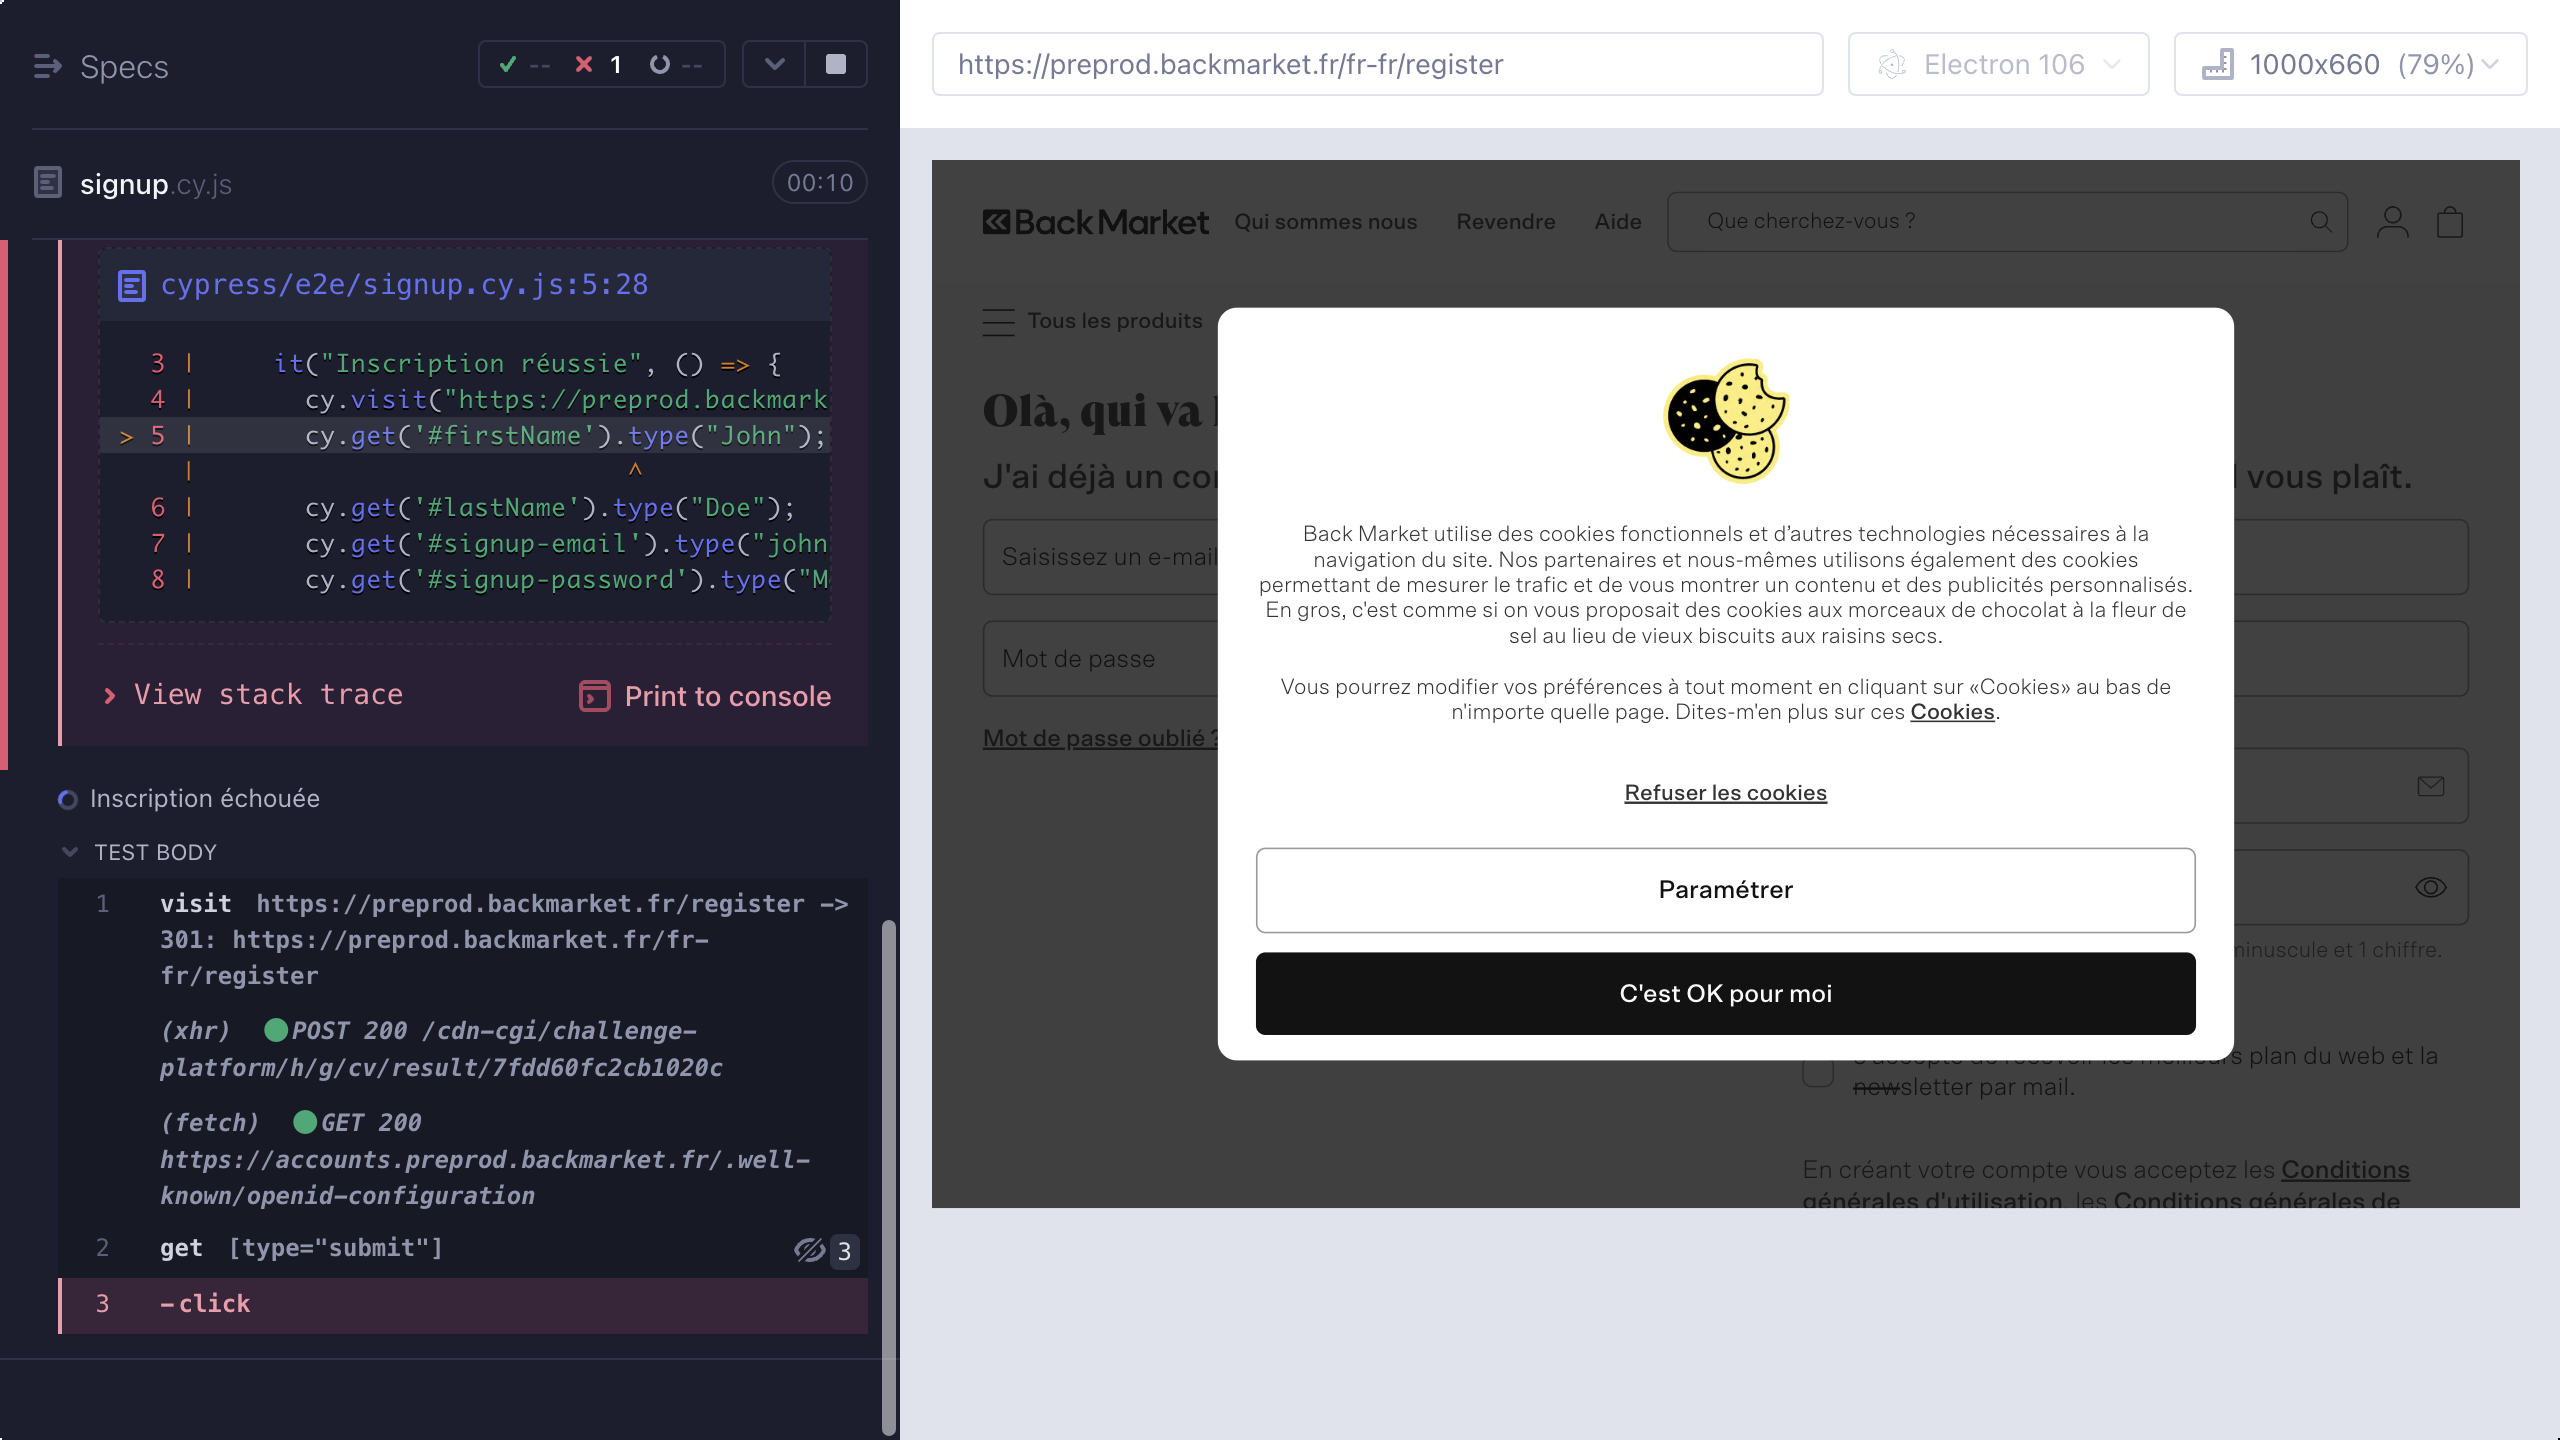 Specs
-- 1 --
signup.cy.js
00:10
cypress/e2e/signup.cy.js:5:28
3 | it("Inscription réussie", () => {
4 | cy.visit("https://preprod.backmark
> 5 | cy.get('#firstName').type("John");
| ^
6 | cy.get('#lastName').type("Doe");
7 | cy.get('#signup-email').type("john
8 | cy.get('#signup-password').type("M
> View stack trace
Print to console
Inscription échouée
TEST BODY
1 visit https://preprod.backmarket.fr/register ->
301: https://preprod.backmarket.fr/fr-
fr/register
(xhr) POST 200 /cdn-cgi/challenge-
platform/h/g/cv/result/7fdd60fc2cb1020c
(fetch) GET 200
https://accounts.preprod.backmarket.fr/.well-
known/openid-configuration
2 get [type="submit"] 3
3 -click
https://preprod.backmarket.fr/fr-fr/register
Electron 106
1000x660 (79%)
Back Market
Qui sommes nous
Revendre
Aide
Que cherchez-vous ?
Tous les produits
Olà, qui va
J'ai déjà un co
l vous plaît.
Saisissez un e-mail
Mot de passe
Mot de passe oublié ?
Back Market utilise des cookies fonctionnels et d’autres technologies nécessaires à la
navigation du site. Nos partenaires et nous-mêmes utilisons également des cookies
permettant de mesurer le trafic et de vous montrer un contenu et des publicités personnalisés.
En gros, c'est comme si on vous proposait des cookies aux morceaux de chocolat à la fleur de
sel au lieu de vieux biscuits aux raisins secs.
Vous pourrez modifier vos préférences à tout moment en cliquant sur «Cookies» au bas de
n'importe quelle page. Dites-m'en plus sur ces Cookies.
Refuser les cookies
Paramétrer
C'est OK pour moi
minuscule et 1 chiffre.
plan du web et la
newsletter par mail.
En créant votre compte vous acceptez les Conditions
générales d'utilisation, les Conditions générales de